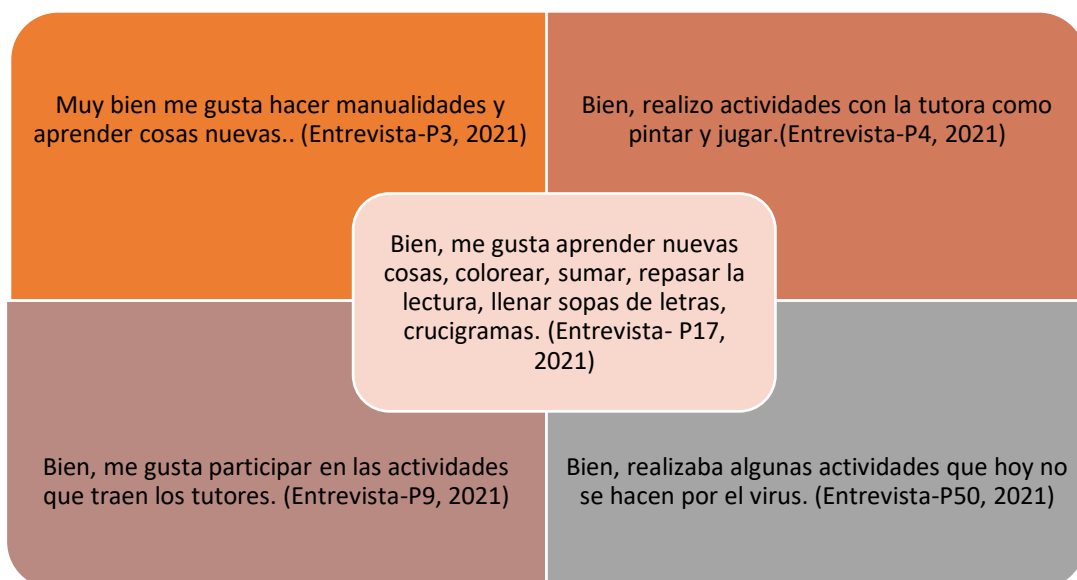 Muy bien me gusta hacer manualidades y
aprender cosas nuevas.. (Entrevista-P3, 2021)
Bien, realizo actividades con la tutora como
pintar y jugar.(Entrevista-P4, 2021)
Bien, me gusta aprender nuevas
cosas, colorear, sumar, repasar la
lectura, llenar sopas de letras,
crucigramas. (Entrevista- P17,
2021)
Bien, me gusta participar en las actividades
que traen los tutores. (Entrevista-P9, 2021)
Bien, realizaba algunas actividades que hoy no
se hacen por el virus. (Entrevista-P50, 2021)